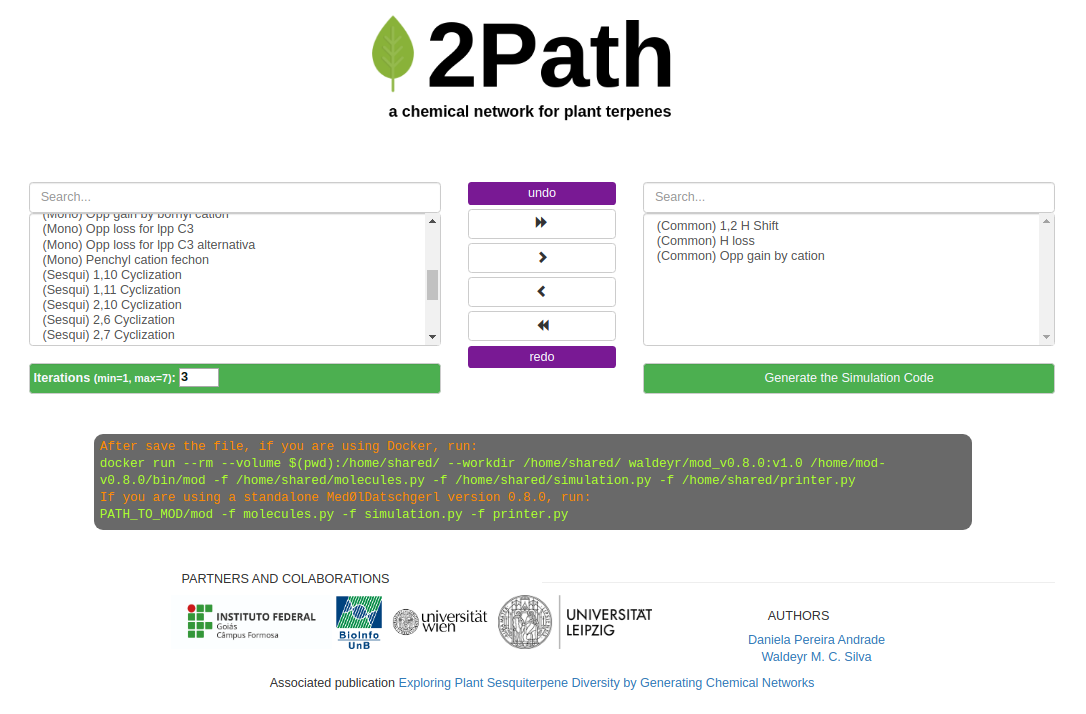 2Path
a chemical network for plant terpenes
Search...
(Mono) Opp gain by bornyl cation
(Mono) Opp loss for lpp C3
(Mono) Opp loss for lpp C3 alternativa
(Mono) Penchyl cation fechon
(Sesqui) 1,10 Cyclization
(Sesqui) 1,11 Cyclization
(Sesqui) 2,10 Cyclization
(Sesqui) 2,6 Cyclization
(Sesqui) 2,7 Cyclization
Iterations (min=1, max=7): 3
undo
redo
Search...
(Common) 1,2 H Shift
(Common) H loss
(Common) Opp gain by cation
Generate the Simulation Code
After save the file, if you are using Docker, run:
docker run --rm --volume $(pwd):/home/shared/ --workdir /home/shared/ waldeyr/mod_v0.8.0:v1.0 /home/mod-
v0.8.0/bin/mod -f /home/shared/molecules.py -f /home/shared/simulation.py -f /home/shared/printer.py
If you are using a standalone MedØlDatschgerl version 0.8.0, run:
PATH_TO_MOD/mod -f molecules.py -f simulation.py -f printer.py
PARTNERS AND COLABORATIONS
INSTITUTO FEDERAL
Goiás
Câmpus Formosa
BioInfo
UnB
universität
wien
UNIVERSITÄT
LEIPZIG
AUTHORS
Daniela Pereira Andrade
Waldeyr M. C. Silva
Associated publication Exploring Plant Sesquiterpene Diversity by Generating Chemical Networks